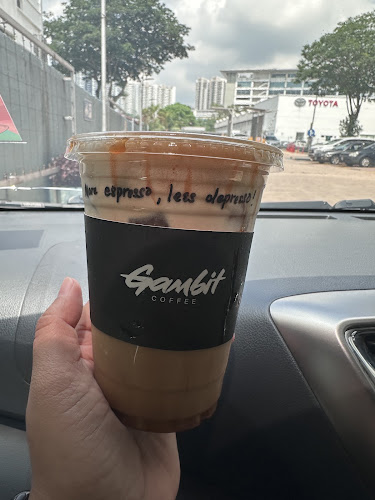 TOYOTA
more espresso, less depresso!
Gambit
COFFEE